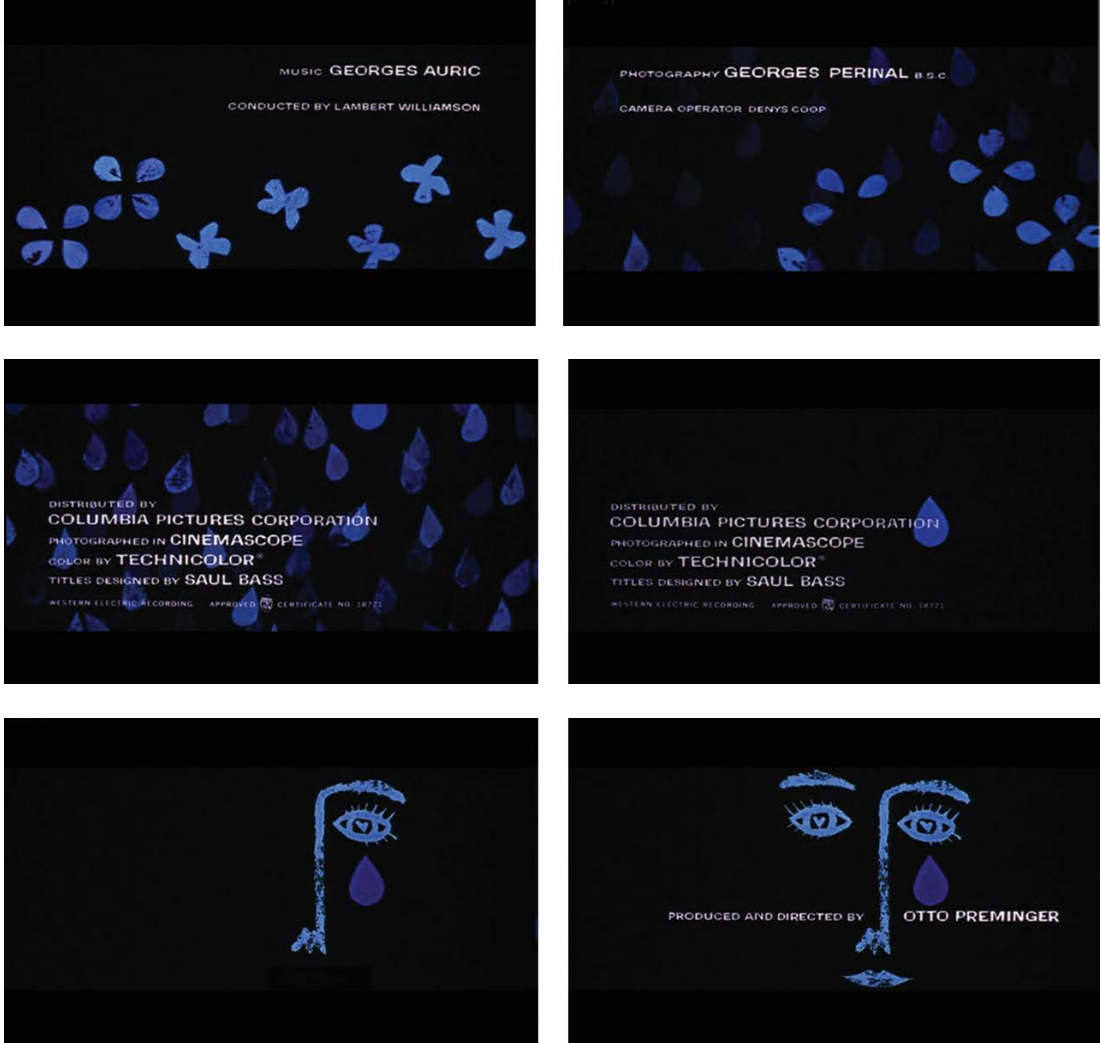 MUSIC GEORGES AURIC
CONDUCTED BY LAMBERT WILLIAMSON
PHOTOGRAPHY GEORGES PERINAL B.S.C.
CAMERA OPERATOR DENYS COOP
DISTRIBUTED BY
COLUMBIA PICTURES CORPORATION
PHOTOGRAPHED IN CINEMASCOPE
COLOR BY TECHNICOLOR®
TITLES DESIGNED BY SAUL BASS
WESTERN ELECTRIC RECORDING APPROVED CERTIFICATE NO. 18721
DISTRIBUTED BY
COLUMBIA PICTURES CORPORATION
PHOTOGRAPHED IN CINEMASCOPE
COLOR BY TECHNICOLOR®
TITLES DESIGNED BY SAUL BASS
WESTERN ELECTRIC RECORDING APPROVED CERTIFICATE NO. 18721
PRODUCED AND DIRECTED BY OTTO PREMINGER